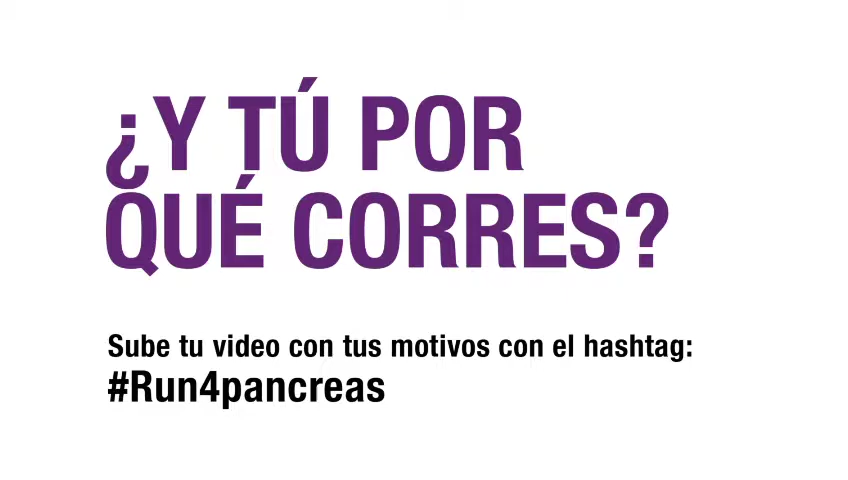 ¿Y TÚ POR
QUÉ CORRES?
Sube tu video con tus motivos con el hashtag:
#Run4pancreas